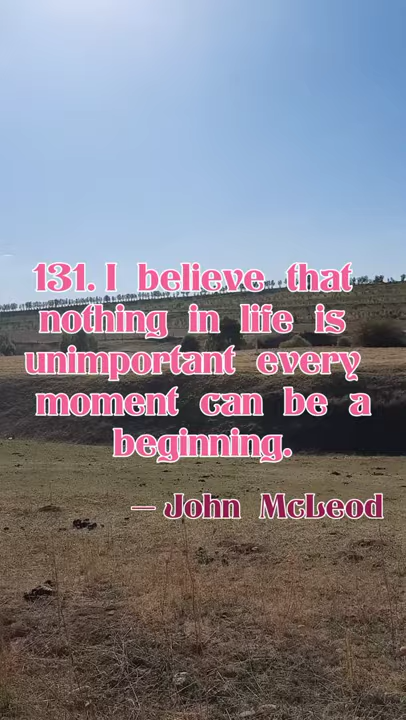 131. I believe that
nothing in life is
unimportant every
moment can be a
beginning.
— John McLeod